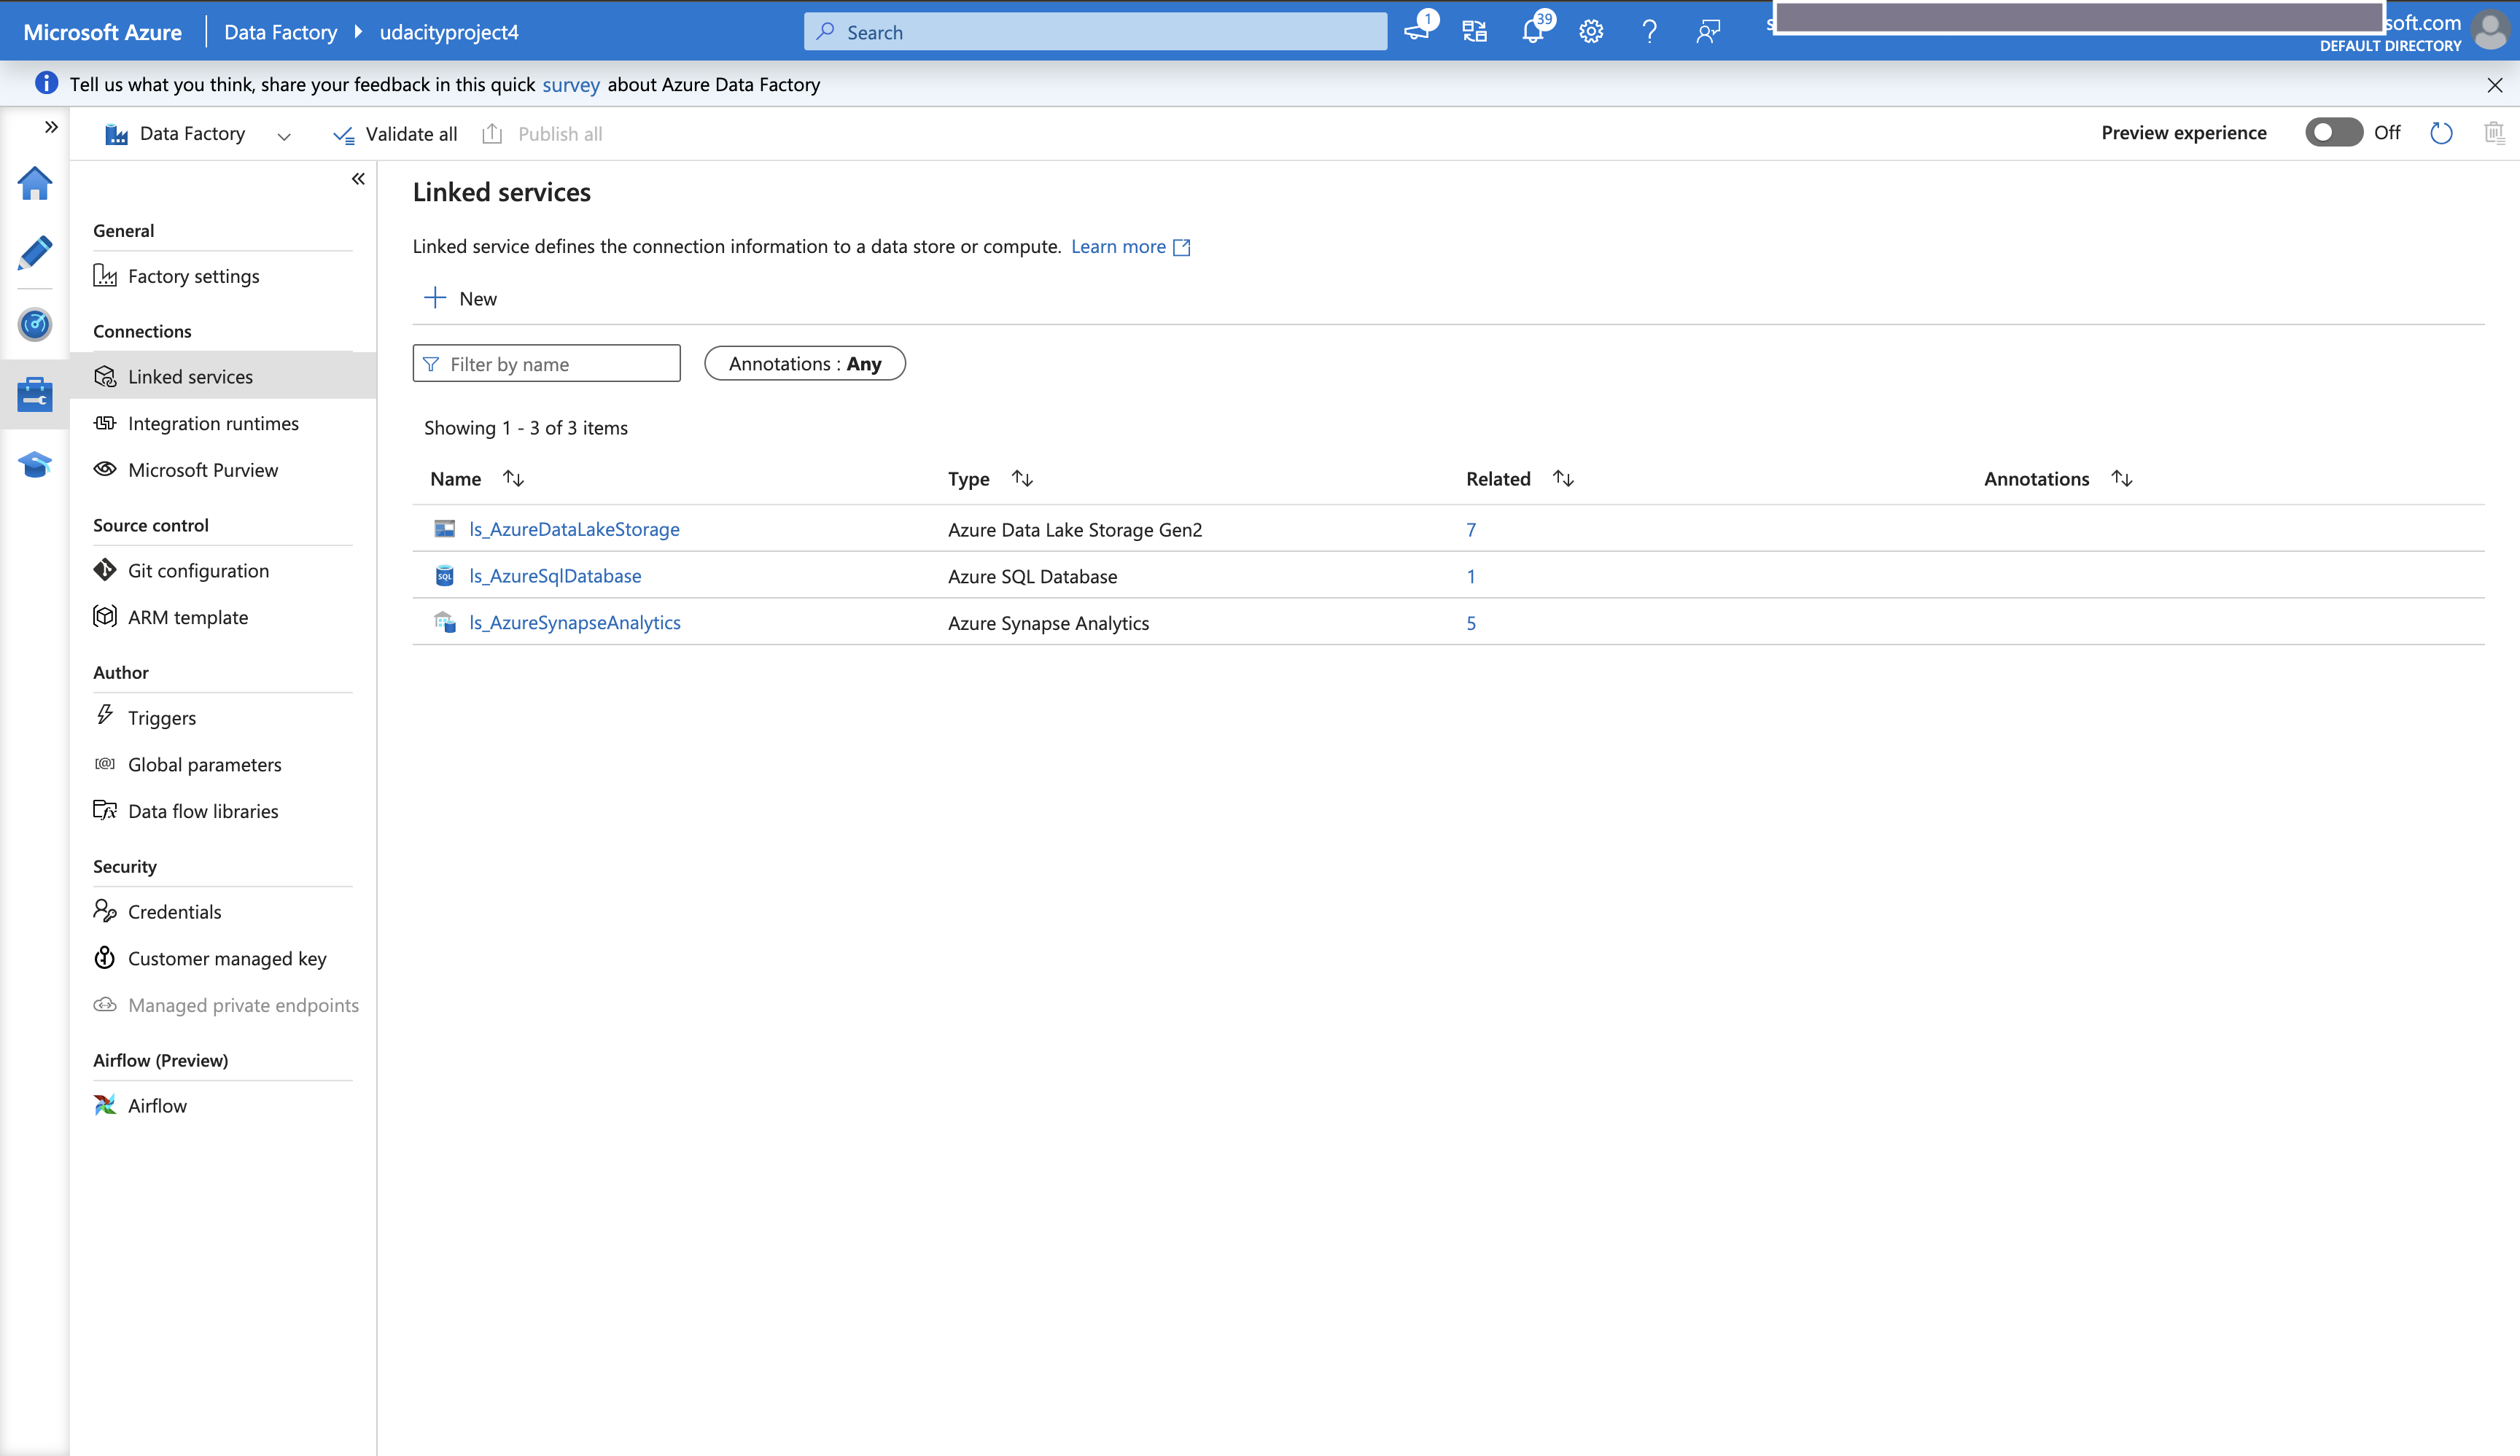 Microsoft Azure Data Factory udacityproject4 Search 1 39 soft.com
DEFAULT DIRECTORY
Tell us what you think, share your feedback in this quick survey about Azure Data Factory
Data Factory Validate all Publish all Preview experience Off
General
Factory settings
Connections
Linked services
Integration runtimes
Microsoft Purview
Source control
Git configuration
ARM template
Author
Triggers
Global parameters
Data flow libraries
Security
Credentials
Customer managed key
Managed private endpoints
Airflow (Preview)
Airflow
Linked services
Linked service defines the connection information to a data store or compute. Learn more
New
Filter by name Annotations : Any
Showing 1 - 3 of 3 items
Name Type Related Annotations
ls_AzureDataLakeStorage Azure Data Lake Storage Gen2 7
SQL ls_AzureSqlDatabase Azure SQL Database 1
ls_AzureSynapseAnalytics Azure Synapse Analytics 5